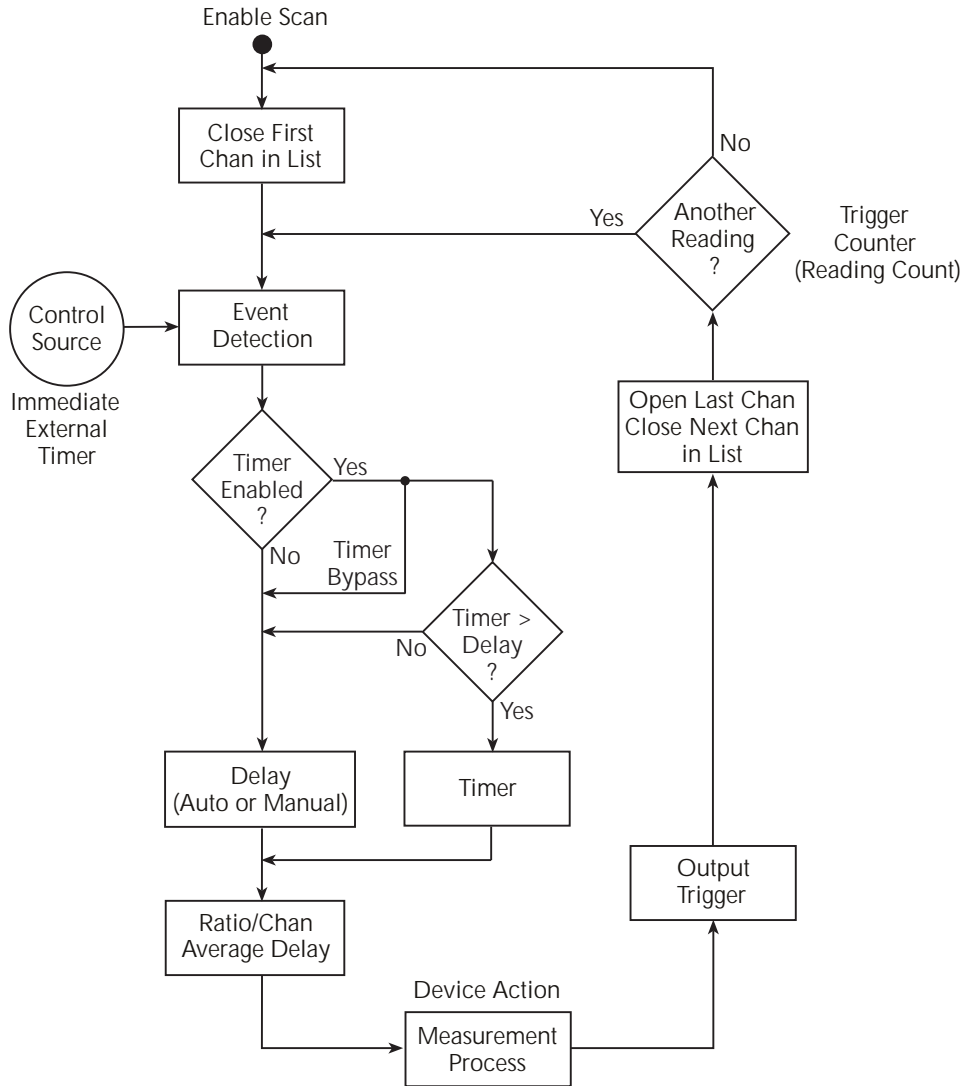 Enable Scan
Close First
Chan in List
No
Another
Reading
?
Yes
Trigger
Counter
(Reading Count)
Control
Source
Immediate
External
Timer
Event
Detection
Open Last Chan
Close Next Chan
in List
Timer
Enabled
?
Yes
No
Timer
Bypass
Timer >
Delay
?
No
Yes
Delay
(Auto or Manual)
Timer
Output
Trigger
Ratio/Chan
Average Delay
Device Action
Measurement
Process